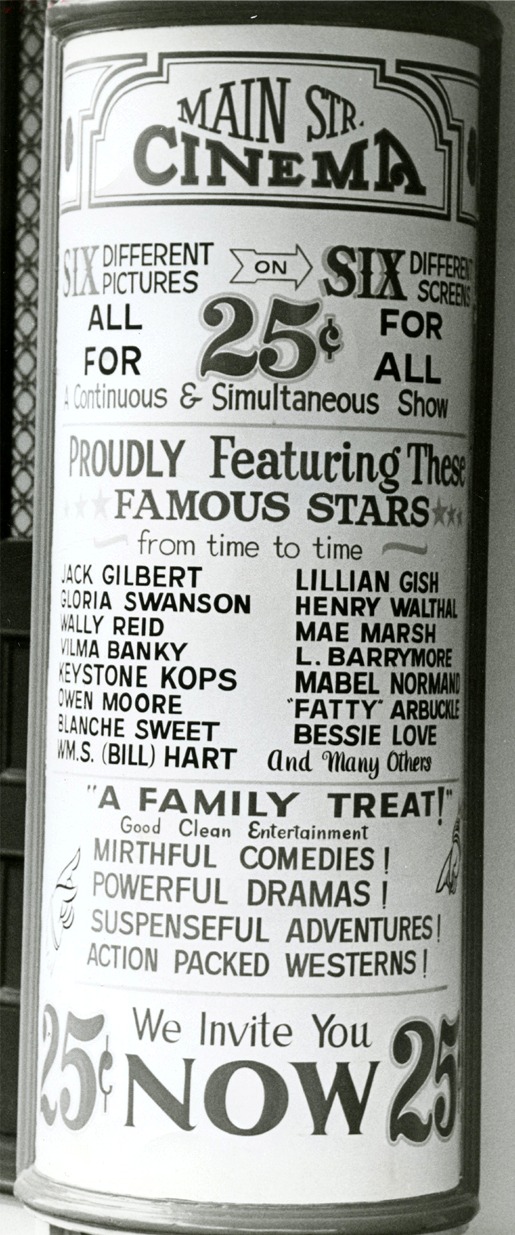 MAIN STR.
CINEMA
SIX DIFFERENT PICTURES ON SIX DIFFEREN SCREENS
ALL FOR 25¢ FOR ALL
A Continuous & Simultaneous Show
PROUDLY Featuring These
FAMOUS STARS
from time to time
JACK GILBERT
GLORIA SWANSON
WALLY REID
VILMA BANKY
KEYSTONE KOPS
OWEN MOORE
BLANCHE SWEET
WM.S. (BILL) HART
LILLIAN GISH
HENRY WALTHAL
MAE MARSH
L. BARRYMORE
MABEL NORMAND
"FATTY" ARBUCKLE
BESSIE LOVE
And Many Others
"A FAMILY TREAT!"
Good Clean Entertainment
MIRTHFUL COMEDIES!
POWERFUL DRAMAS!
SUSPENSEFUL ADVENTURES!
ACTION PACKED WESTERNS!
25¢ We Invite You NOW 25